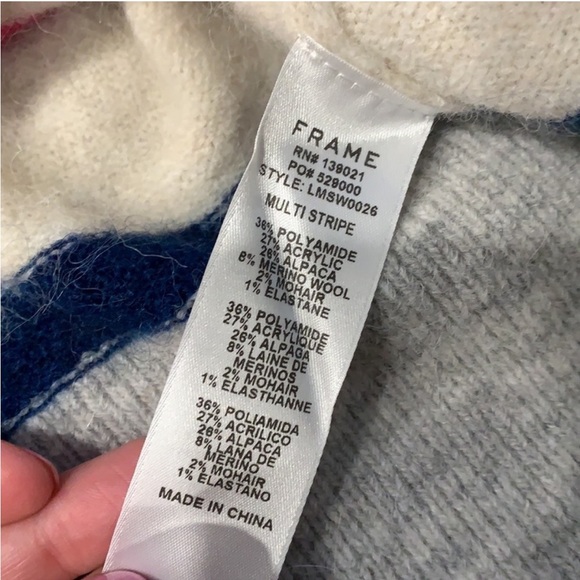 FRAME
RN# 139021
PO# 529000
STYLE: LMSW0026
MULTI STRIPE
36% POLYAMIDE
27% ACRYLIC
26% ALPACA
8% MERINO WOOL
2% MOHAIR
1% ELASTANE
36% POLYAMIDE
27% ACRYLIQUE
26% ALPAGA
8% LAINE DE
MERINOS
2% MOHAIR
1% ELASTHANNE
36% POLIAMIDA
27% ACRILICO
26% ALPACA
8% LANA DE
MERINO
2% MOHAIR
1% ELASTANO
MADE IN CHINA